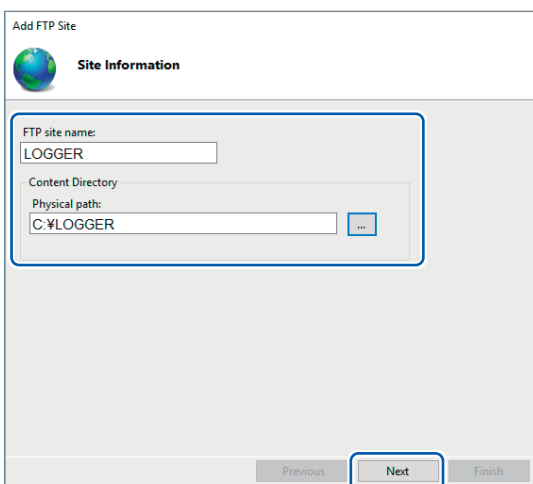 Add FTP Site
Site Information
FTP site name:
LOGGER
Content Directory
Physical path:
C:¥LOGGER
...
Previous Next Finish